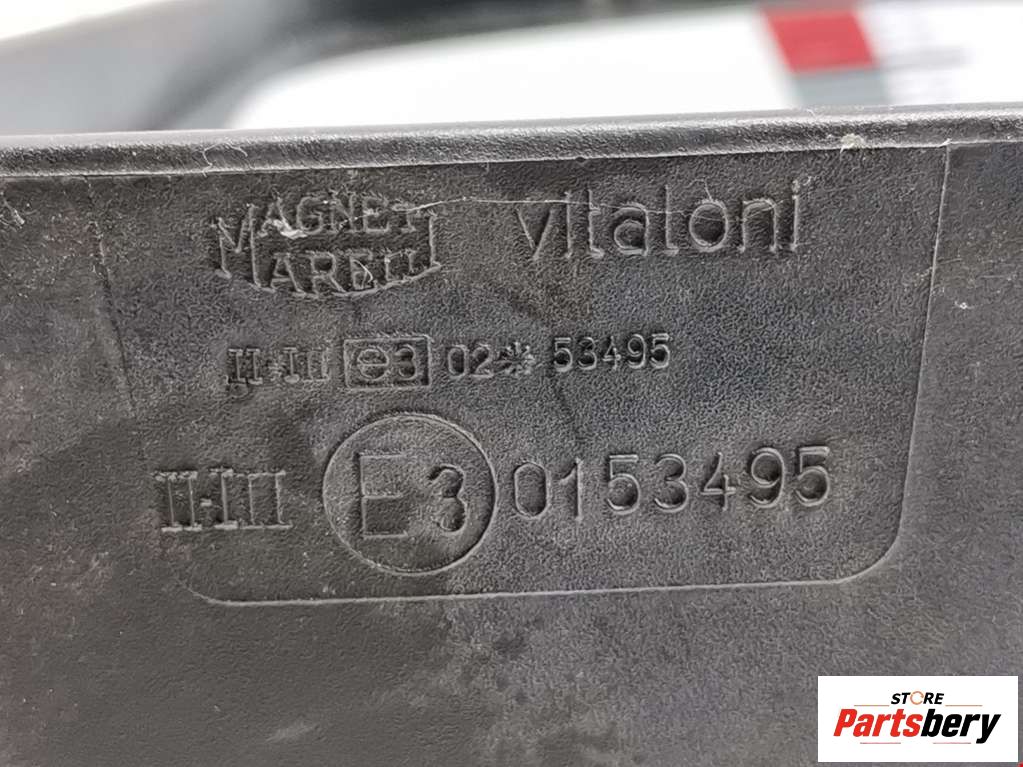 MAGNETI
MARELLI
vitaloni
II-III e3 02* 53495
II-III E3 0153495
STORE
Partsbery